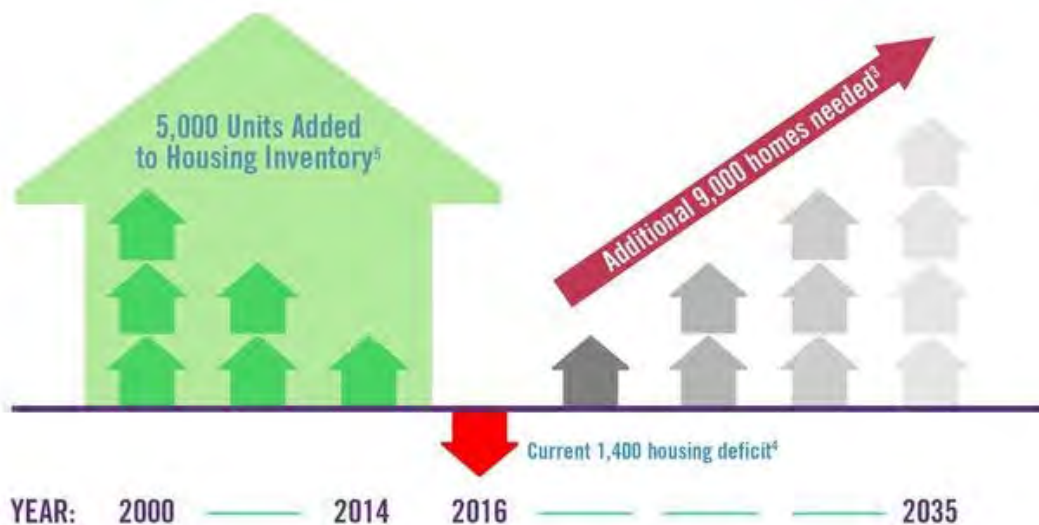 5,000 Units Added
to Housing Inventory⁵
Additional 9,000 homes needed³
Current 1,400 housing deficit⁴
YEAR: 2000 2014 2016 2035